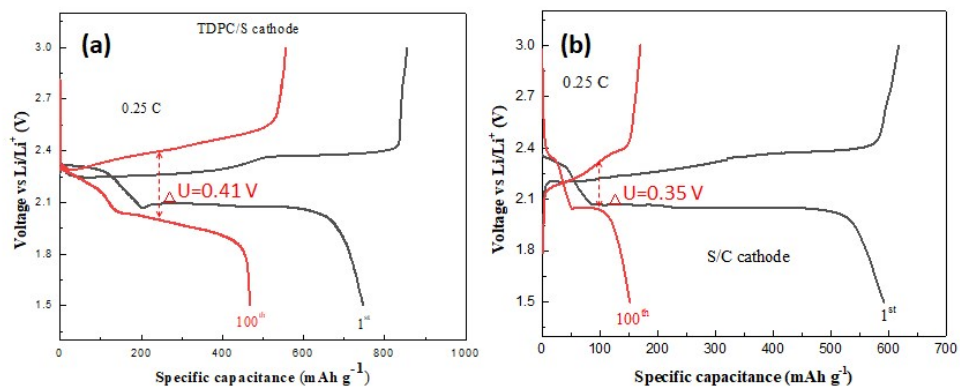 (a)
TDPC/S cathode
0.25 C
△U=0.41 V
100th
1st
3.0
2.7
2.4
2.1
1.8
1.5
Voltage vs Li/Li+ (V)
0
200
400
600
800
1000
Specific capacitance (mAh g-1)
(b)
0.25 C
△U=0.35 V
S/C cathode
100th
1st
3.0
2.7
2.4
2.1
1.8
1.5
Voltage vs Li/Li+ (V)
0
100
200
300
400
500
600
700
Specific capacitance (mAh g-1)